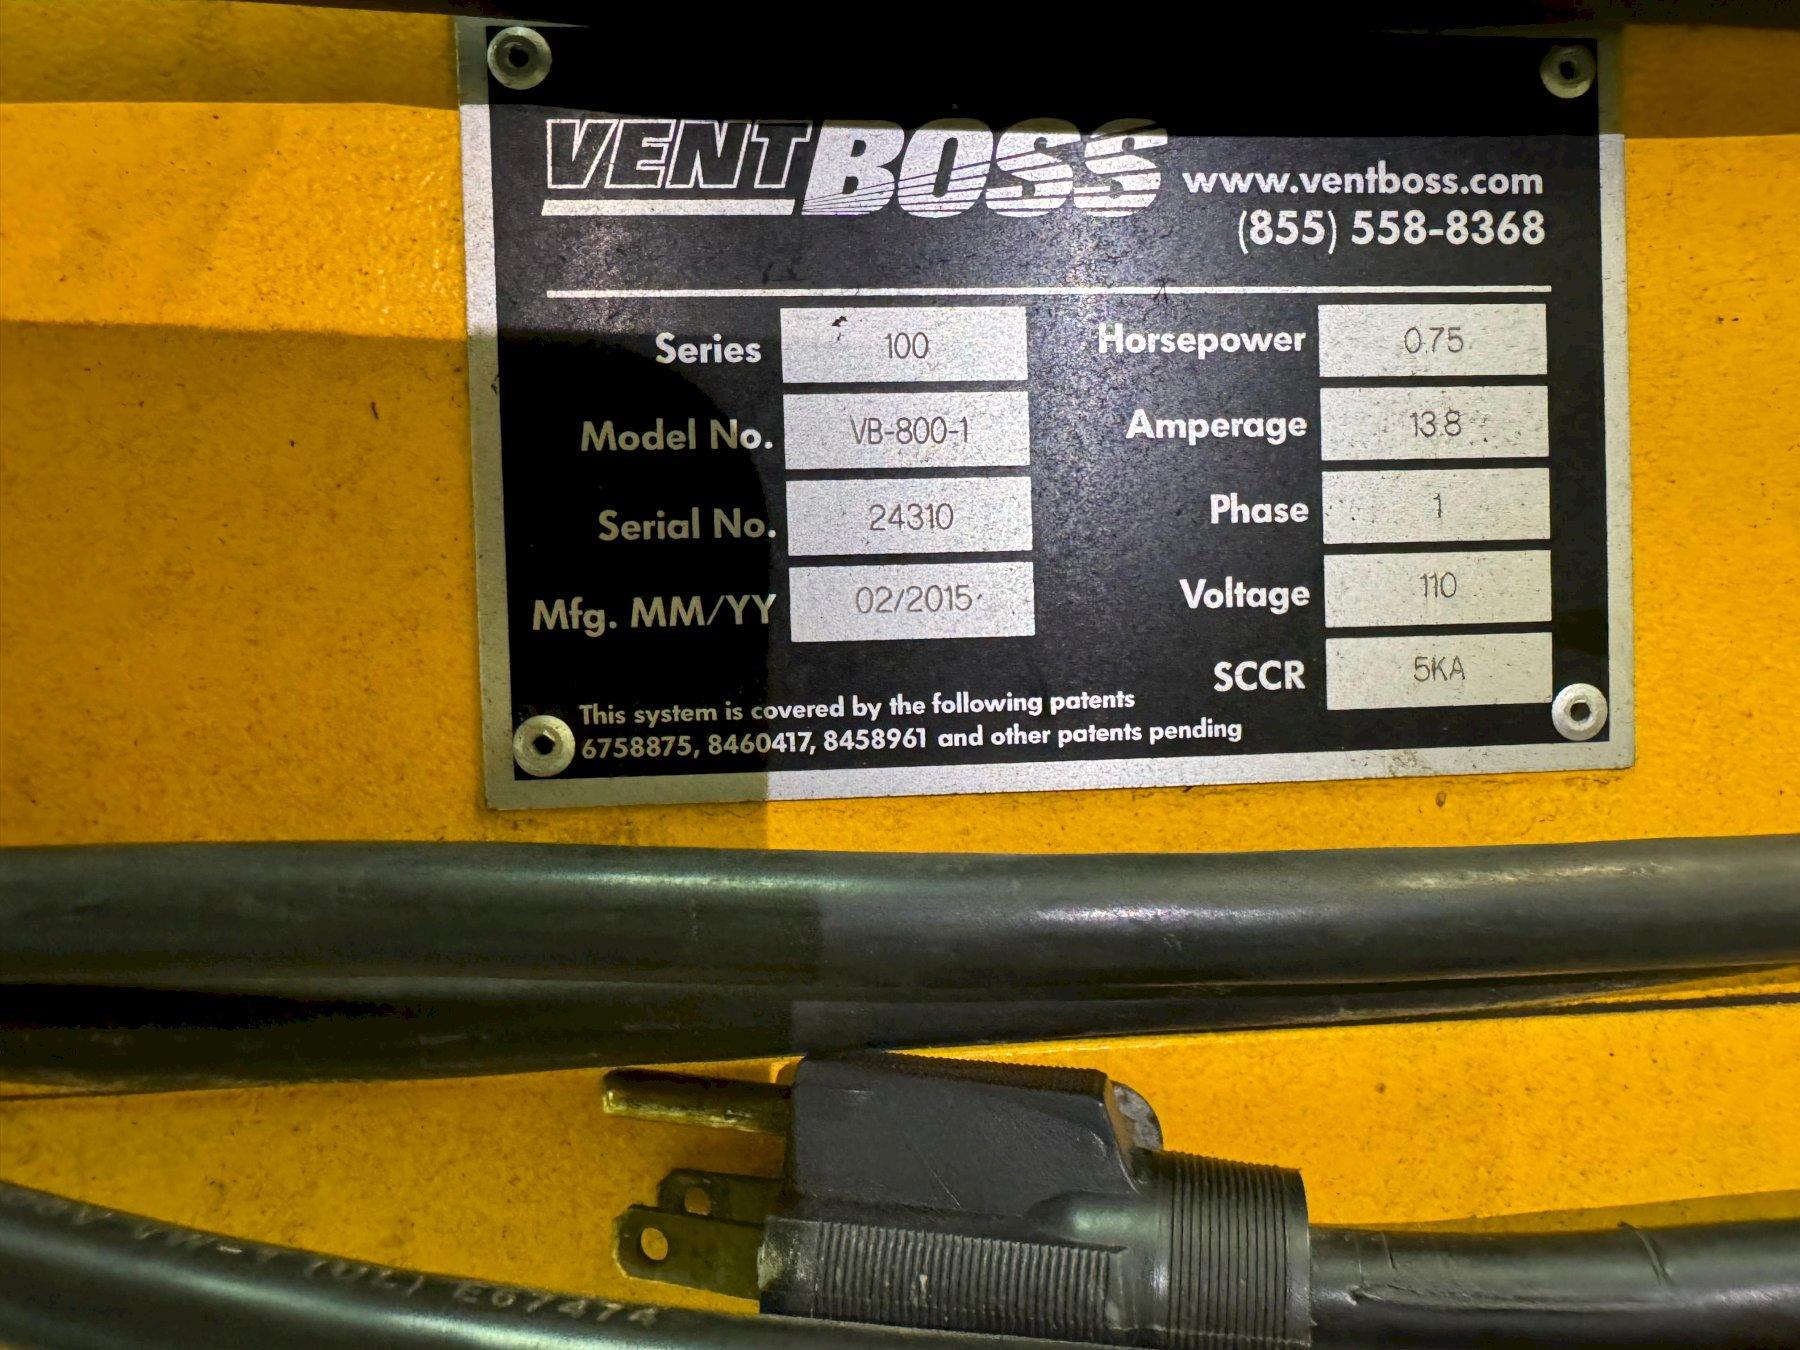 VENTBOSS
www.ventboss.com
(855) 558-8368
Series 100
Model No. VB-800-1
Serial No. 24310
Mfg. MM/YY 02/2015
Horsepower 0.75
Amperage 13.8
Phase 1
Voltage 110
SCCR 5KA
This system is covered by the following patents
6758875, 8460417, 8458961 and other patents pending